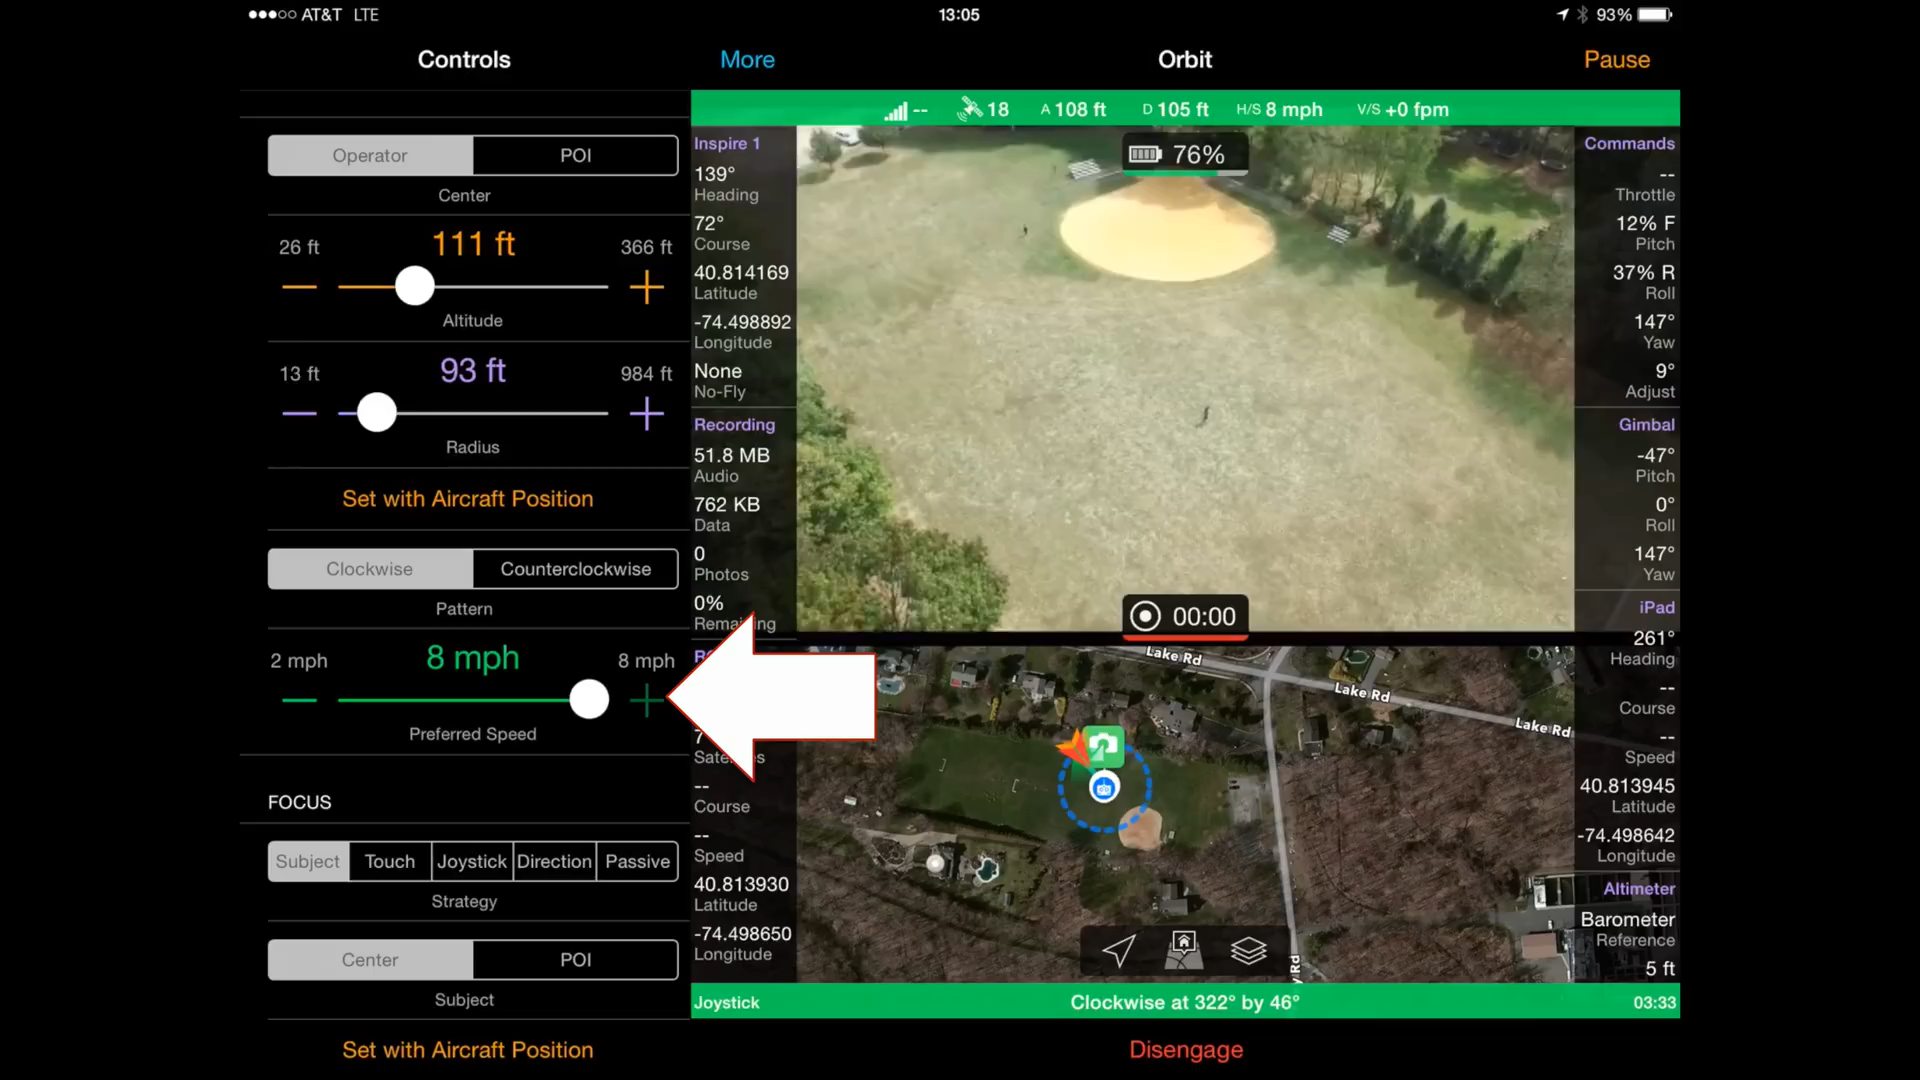 AT&T LTE
13:05
93%
Controls
More
Orbit
Pause
-- 18 A 108 ft D 105 ft H/S 8 mph V/S +0 fpm
Operator
POI
Center
26 ft
111 ft
366 ft
Altitude
13 ft
93 ft
984 ft
Radius
Set with Aircraft Position
Clockwise
Counterclockwise
Pattern
2 mph
8 mph
8 mph
Preferred Speed
FOCUS
Subject
Touch
Joystick
Direction
Passive
Strategy
Center
POI
Subject
Set with Aircraft Position
Inspire 1
139°
Heading
72°
Course
40.814169
Latitude
-74.498892
Longitude
None
No-Fly
Recording
51.8 MB
Audio
762 KB
Data
0
Photos
0%
--
Course
--
Speed
40.813930
Latitude
-74.498650
Longitude
76%
00:00
Lake Rd
Lake Rd
Lake Rd
Commands
--
Throttle
12% F
Pitch
37% R
Roll
147°
Yaw
9°
Adjust
Gimbal
-47°
Pitch
0°
Roll
147°
Yaw
iPad
261°
Heading
--
Course
--
Speed
40.813945
Latitude
-74.498642
Longitude
Altimeter
Barometer
Reference
5 ft
Joystick
Clockwise at 322° by 46°
03:33
Disengage